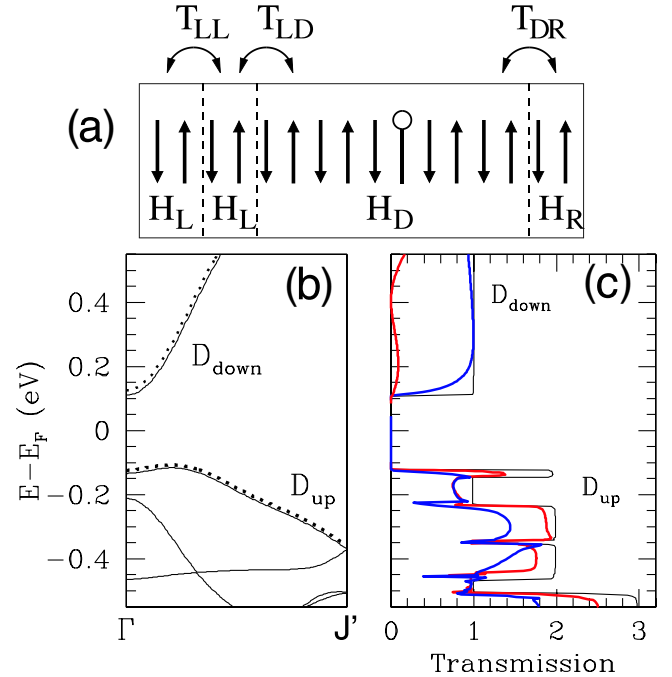 T_LL T_LD T_DR
(a)
H_L H_L H_D H_R
(b) (c)
D_down D_down
D_up D_up
E−E_F (eV)
0.4
0.2
0
−0.2
−0.4
Γ J'
0 1 2 3
Transmission